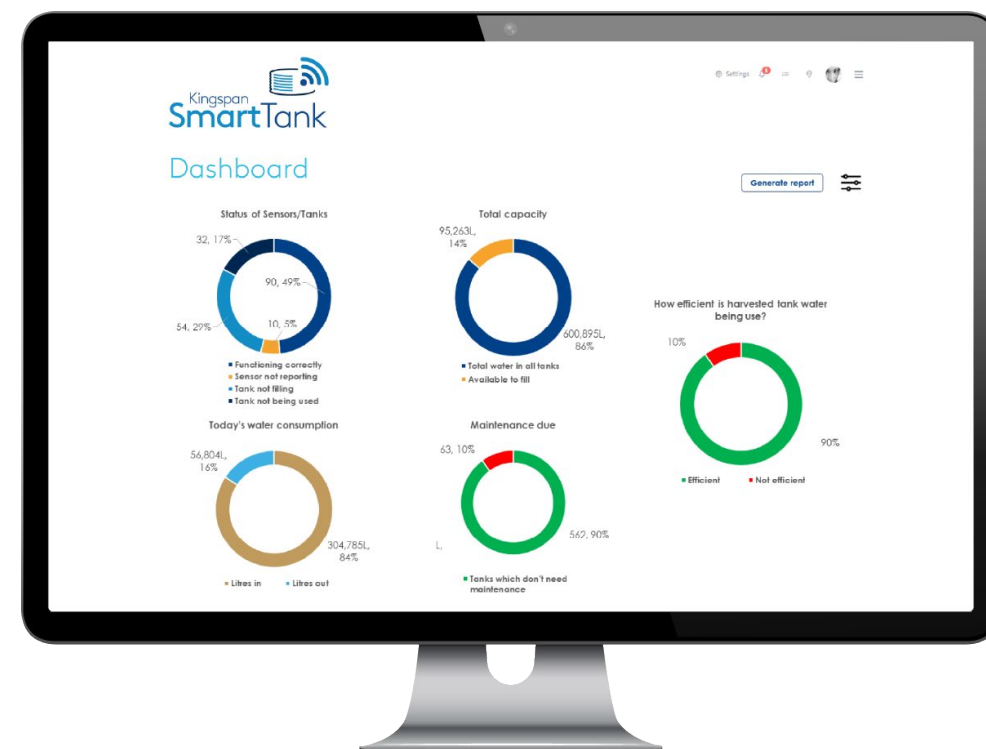 Kingspan
SmartTank
Settings
Dashboard
Generate report
Status of Sensors/Tanks
32, 17%
90, 49%
54, 29%
10, 5%
Functioning correctly
Sensor not reporting
Tank not filling
Tank not being used
Total capacity
95,263L,
14%
600,895L,
86%
Total water in all tanks
Available to fill
How efficient is harvested tank water
being use?
10%
90%
Efficient
Not efficient
Today's water consumption
56,804L,
16%
304,785L,
84%
Litres in
Litres out
Maintenance due
63, 10%
L,
562, 90%
Tanks which don't need
maintenance